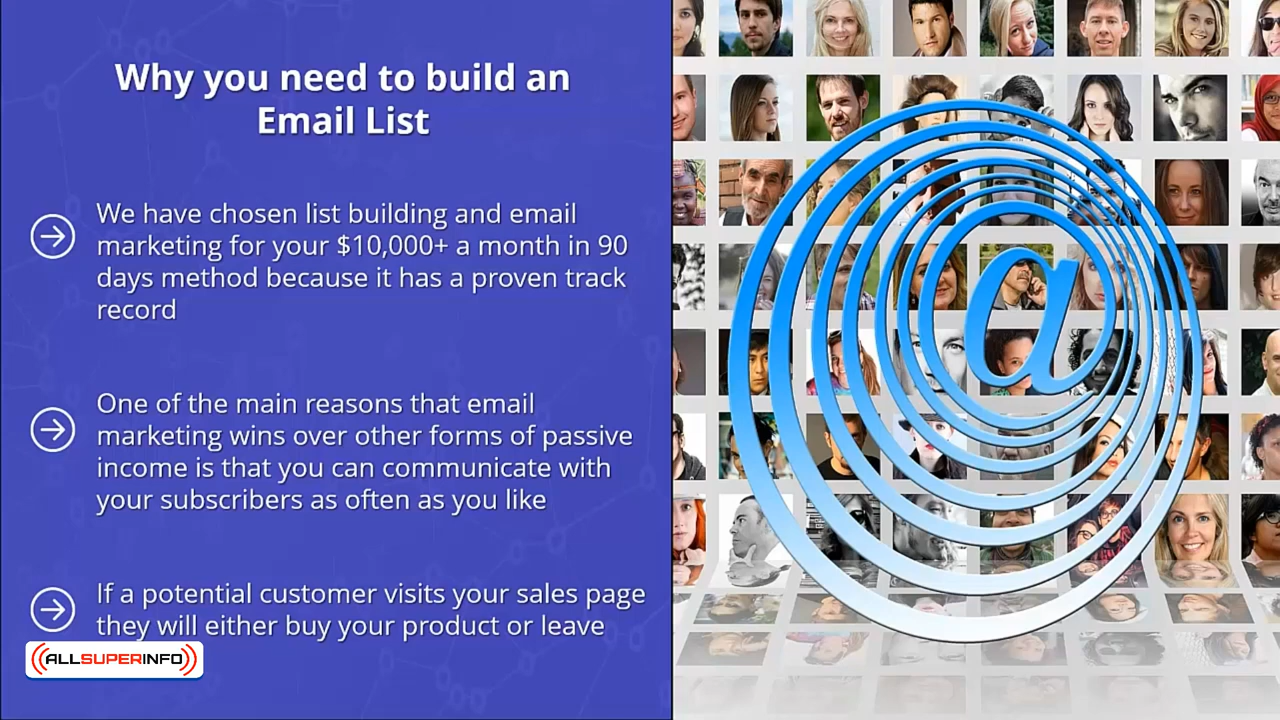 Why you need to build an
Email List
We have chosen list building and email
marketing for your $10,000+ a month in 90
days method because it has a proven track
record
One of the main reasons that email
marketing wins over other forms of passive
income is that you can communicate with
your subscribers as often as you like
If a potential customer visits your sales page
they will either buy your product or leave
((ALLSUPERINFO))
@